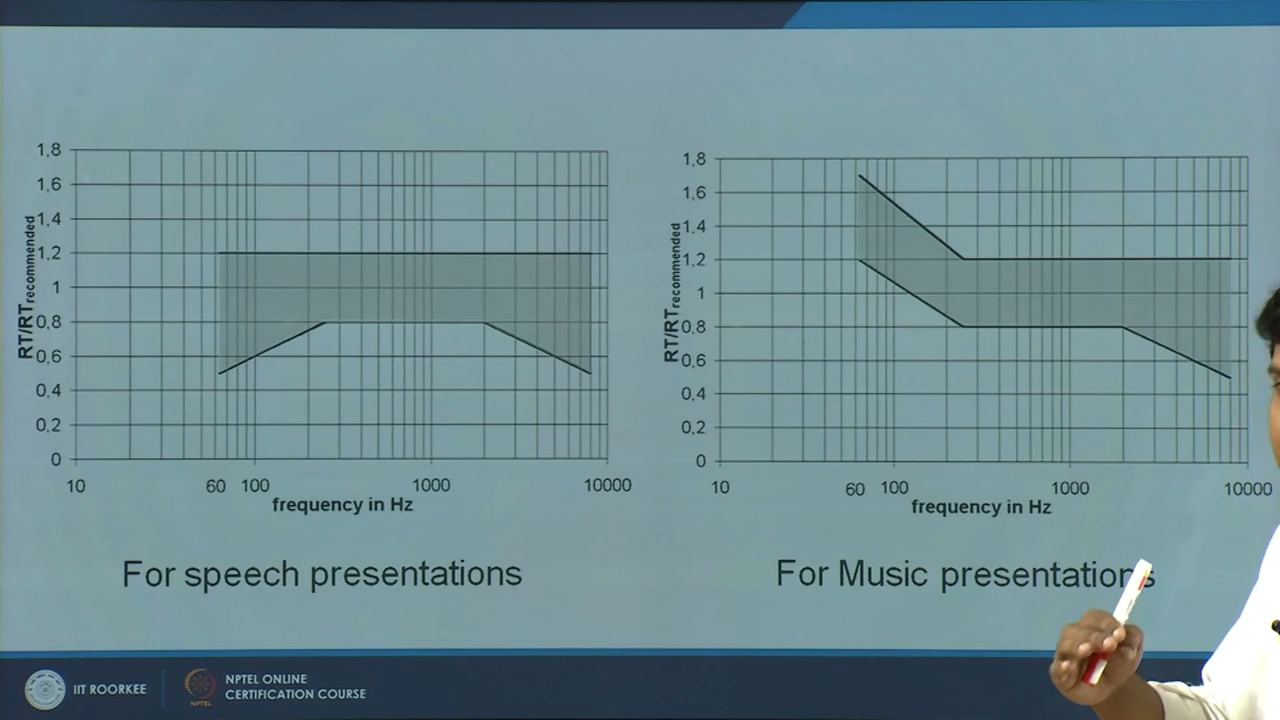 1,8
1,6
1,4
1,2
1
0,8
0,6
0,4
0,2
0
RT/RTrecommended
10 60 100 1000 10000
frequency in Hz
For speech presentations
1,8
1,6
1,4
1,2
1
0,8
0,6
0,4
0,2
0
RT/RTrecommended
10 60 100 1000 10000
frequency in Hz
For Music presentations
IIT ROORKEE
NPTEL
NPTEL ONLINE
CERTIFICATION COURSE